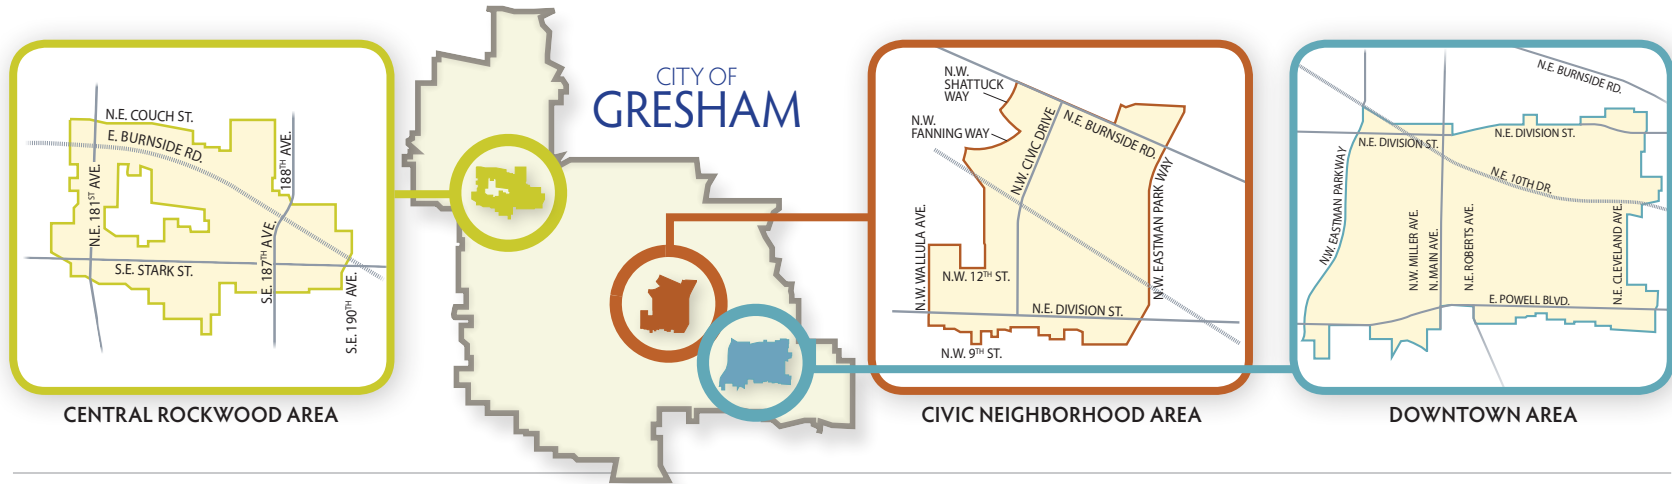 CITY OF
GRESHAM
N.E. COUCH ST.
E. BURNSIDE RD.
188TH AVE.
N.E. 181ST AVE.
S.E. STARK ST.
S.E. 187TH AVE.
S.E. 190TH AVE.
CENTRAL ROCKWOOD AREA
N.W.
SHATTUCK
WAY
N.W.
FANNING WAY
N.W. CIVIC DRIVE
N.E. BURNSIDE RD.
N.W. WALLULA AVE.
N.W. EASTMAN PARK WAY
N.W. 12TH ST.
N.E. DIVISION ST.
N.W. 9TH ST.
CIVIC NEIGHBORHOOD AREA
N.E. BURNSIDE RD.
N.E. DIVISION ST.
N.E. DIVISION ST.
N.W. EASTMAN PARKWAY
N.E. 10TH DR.
N.W. MILLER AVE.
N. MAIN AVE.
N.E. ROBERTS AVE.
N.E. CLEVELAND AVE.
E. POWELL BLVD.
DOWNTOWN AREA